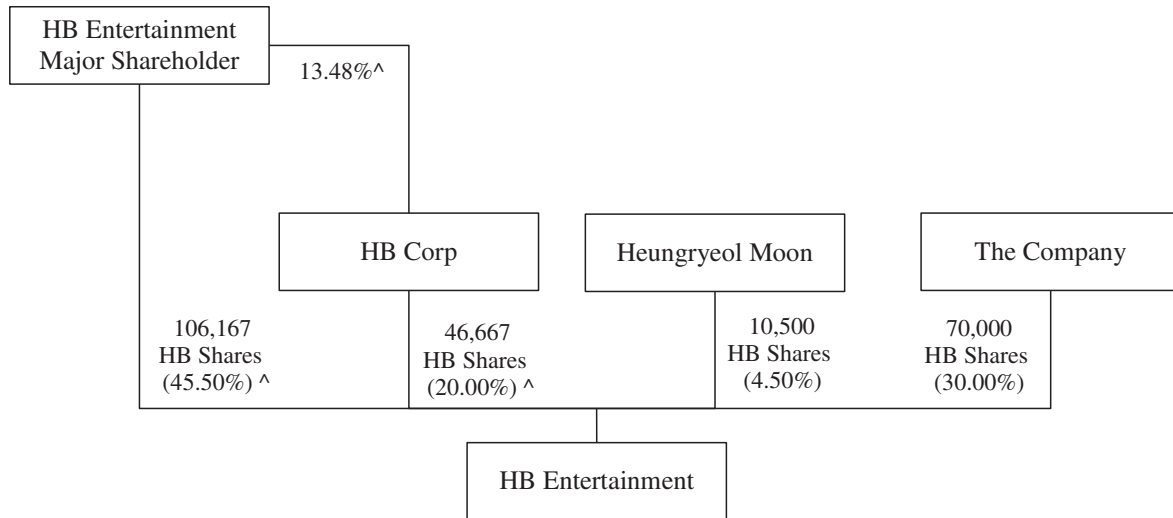 HB Entertainment
Major Shareholder
13.48%^
HB Corp
Heungryeol Moon
The Company
106,167
HB Shares
(45.50%) ^
46,667
HB Shares
(20.00%) ^
10,500
HB Shares
(4.50%)
70,000
HB Shares
(30.00%)
HB Entertainment